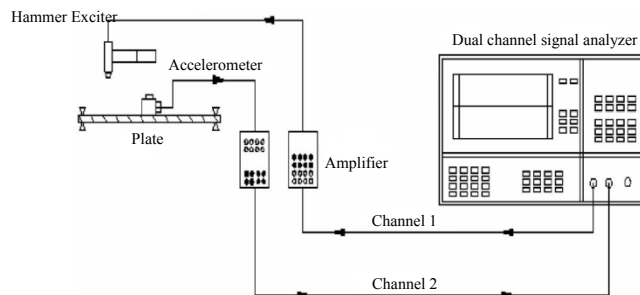 Hammer Exciter
Dual channel signal analyzer
Accelerometer
Plate
Amplifier
Channel 1
Channel 2